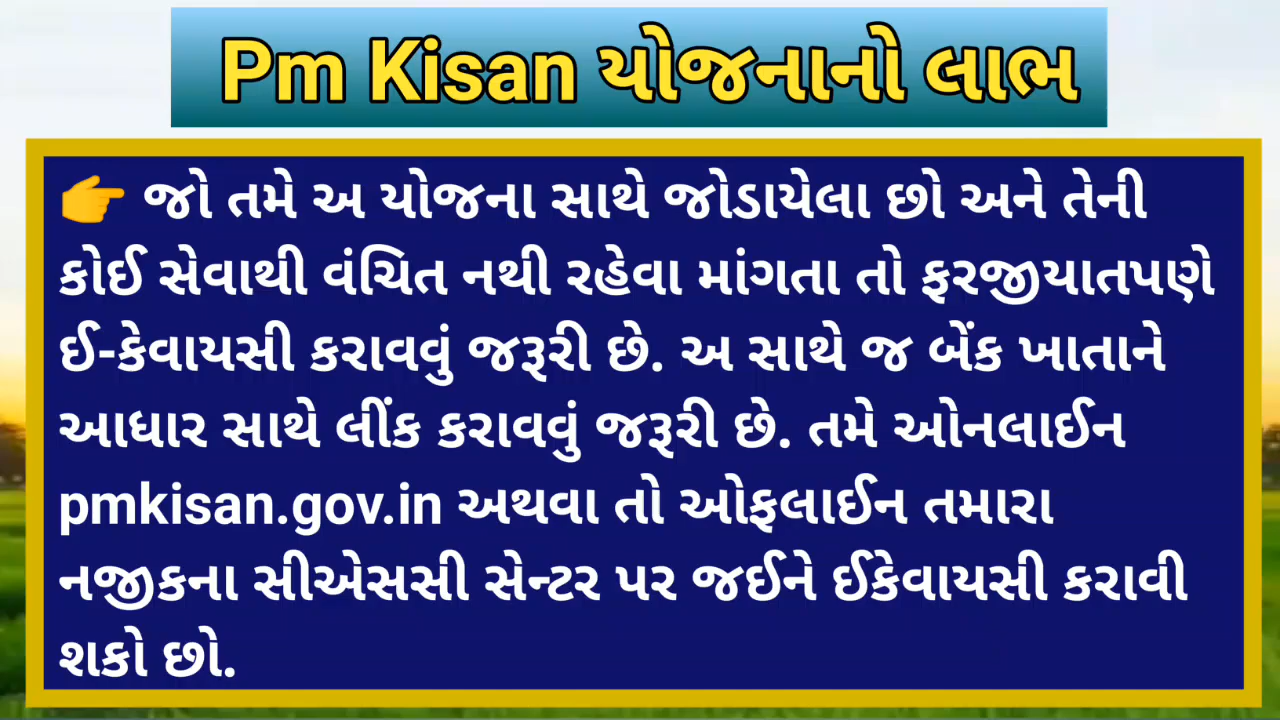 Pm Kisan યોજનાનો લાભ
👉 જો તમે અ યોજના સાથે જોડાયેલા છો અને તેની
કોઈ સેવાથી વંચિત નથી રહેવા માંગતા તો ફરજીયાતપણે
ઈ-કેવાયસી કરાવવું જરૂરી છે. અ સાથે જ બેંક ખાતાને
આધાર સાથે લીંક કરાવવું જરૂરી છે. તમે ઓનલાઈન
pmkisan.gov.in અથવા તો ઓફલાઈન તમારા
નજીકના સીએસસી સેન્ટર પર જઈને ઈકેવાયસી કરાવી
શકો છો.